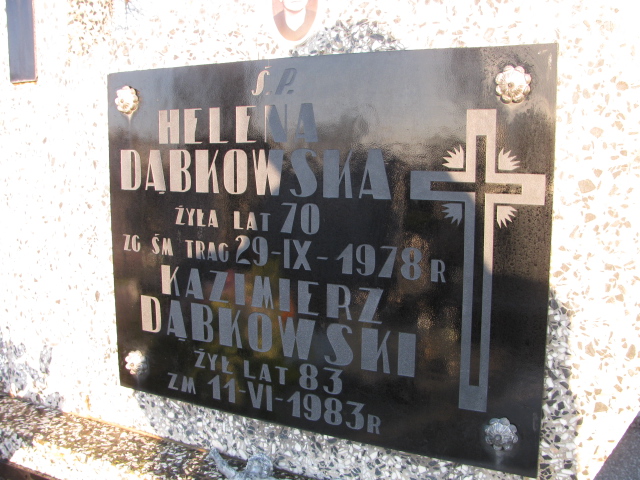 Ś.P.
HELENA
DĄBKOWSKA
ŻYŁA LAT 70
ZG ŚM TRAG 29-IX-1978 R
KAZIMIERZ
DĄBKOWSKI
ŻYŁ LAT 83
ZM 11-VI-1983 R